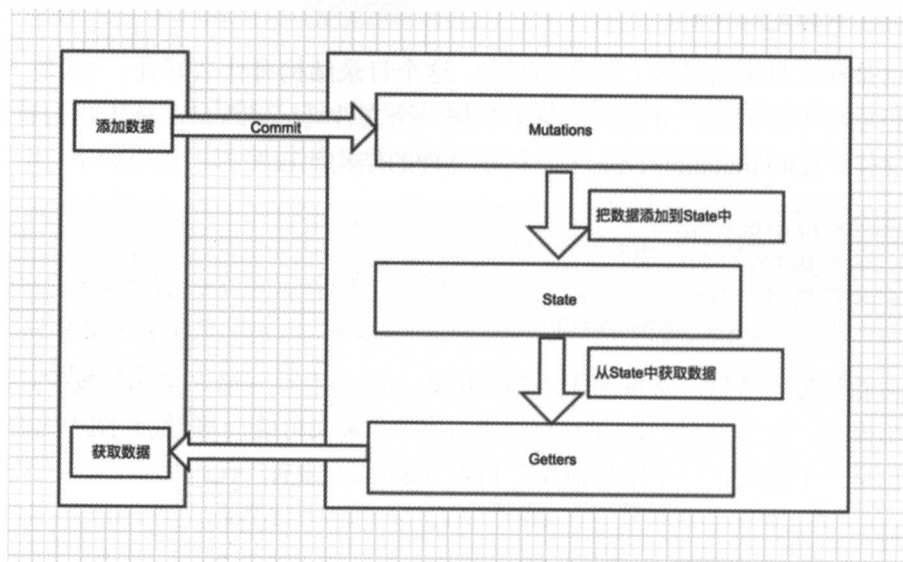 添加数据
Commit
Mutations
把数据添加到State中
State
从State中获取数据
获取数据
Getters